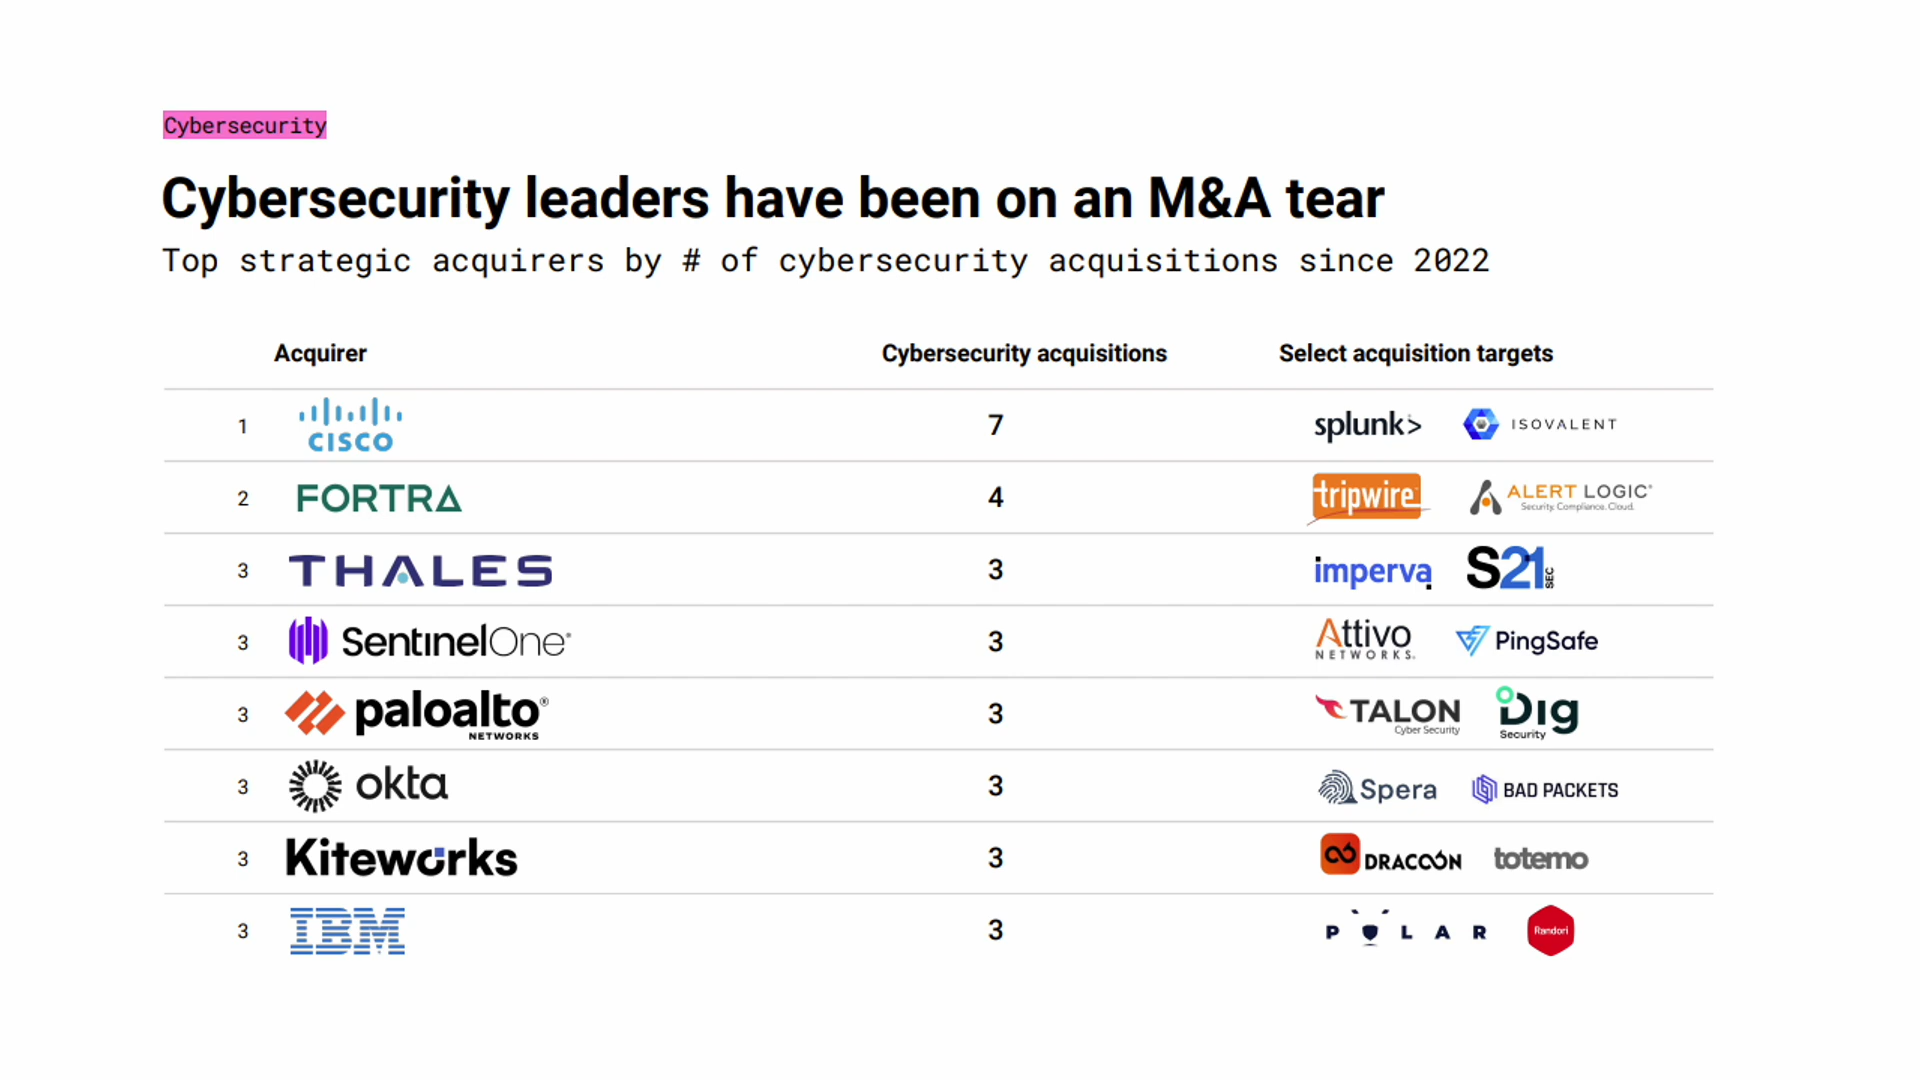 Cybersecurity
Cybersecurity leaders have been on an M&A tear
Top strategic acquirers by # of cybersecurity acquisitions since 2022
Acquirer Cybersecurity acquisitions Select acquisition targets
1 CISCO 7 splunk> ISOVALENT
2 FORTRA 4 tripwire ALERT LOGIC®
Security. Compliance. Cloud.
3 THALES 3 imperva S21 SEC
3 SentinelOne® 3 Attivo NETWORKS. PingSafe
3 paloalto® NETWORKS 3 TALON Cyber Security Dig Security
3 okta 3 Spera BAD PACKETS
3 Kiteworks 3 DRACOON totemo
3 IBM 3 POLAR Randori